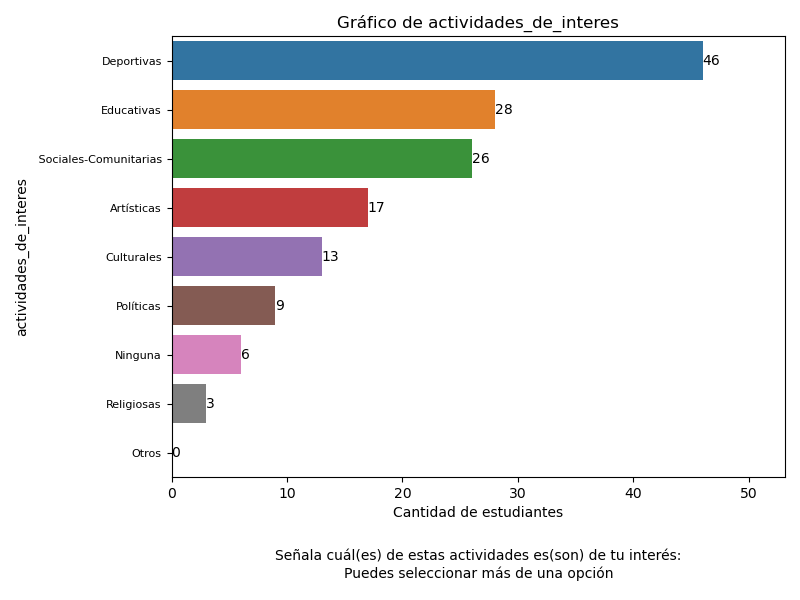 Gráfico de actividades_de_interes
actividades_de_interes
Deportivas 46
Educativas 28
Sociales-Comunitarias 26
Artísticas 17
Culturales 13
Políticas 9
Ninguna 6
Religiosas 3
Otros 0
0 10 20 30 40 50
Cantidad de estudiantes
Señala cuál(es) de estas actividades es(son) de tu interés:
Puedes seleccionar más de una opción